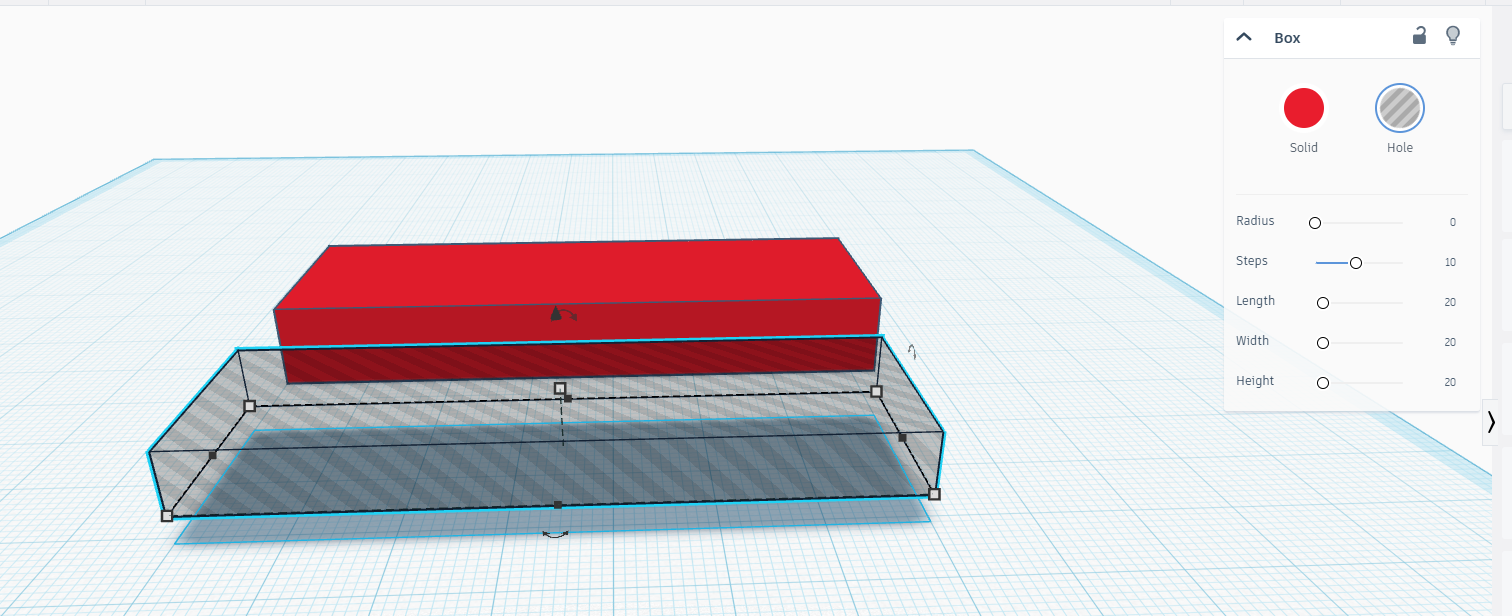 Box
Solid Hole
Radius 0
Steps 10
Length 20
Width 20
Height 20